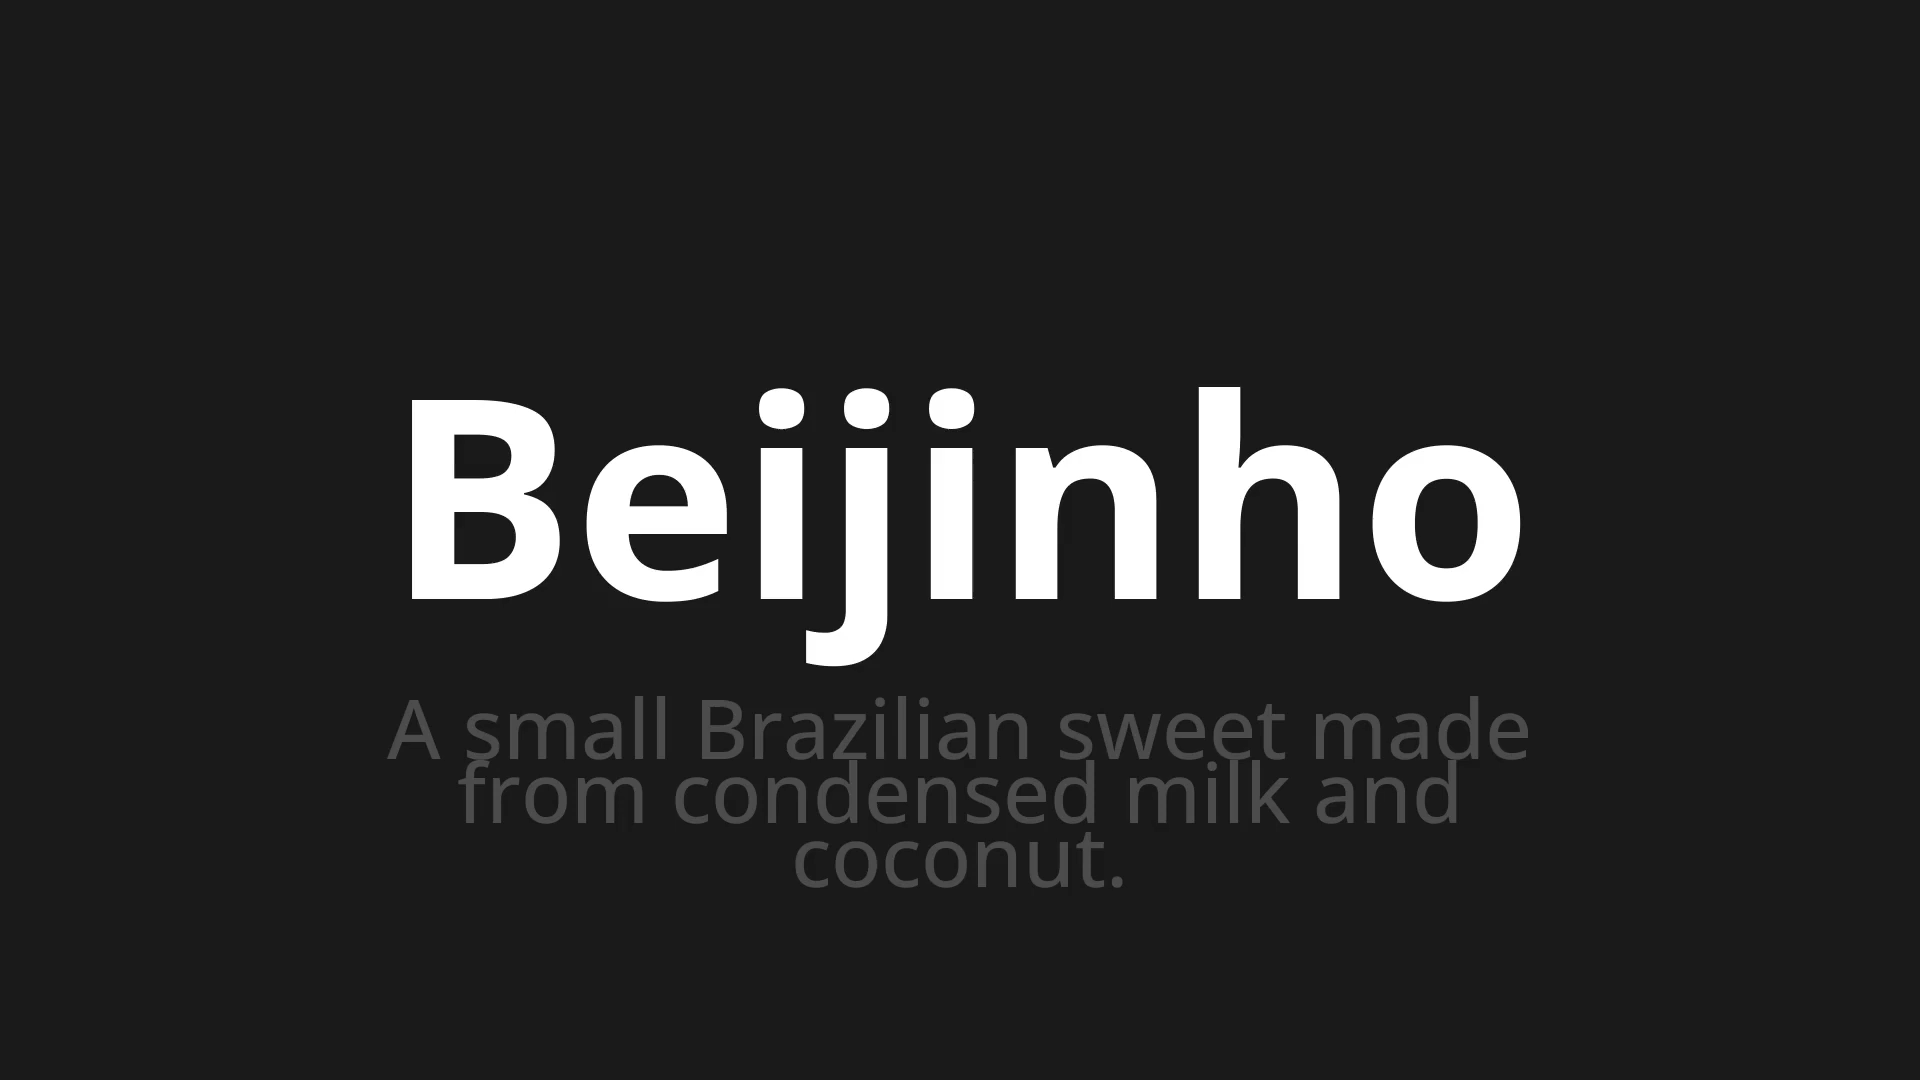 Beijinho
A small Brazilian sweet made
from condensed milk and
coconut.